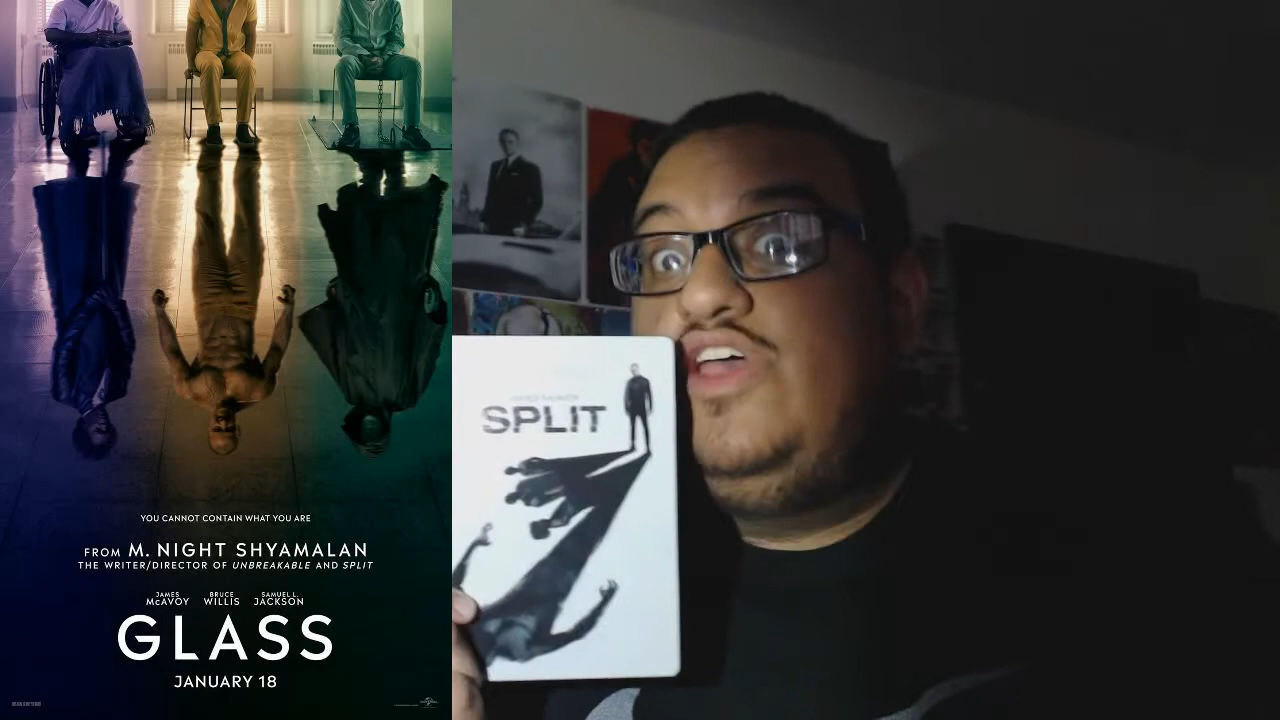 YOU CANNOT CONTAIN WHAT YOU ARE
FROM M. NIGHT SHYAMALAN
THE WRITER/DIRECTOR OF UNBREAKABLE AND SPLIT
JAMES McAVOY BRUCE WILLIS SAMUEL L. JACKSON
GLASS
JANUARY 18
SPLIT